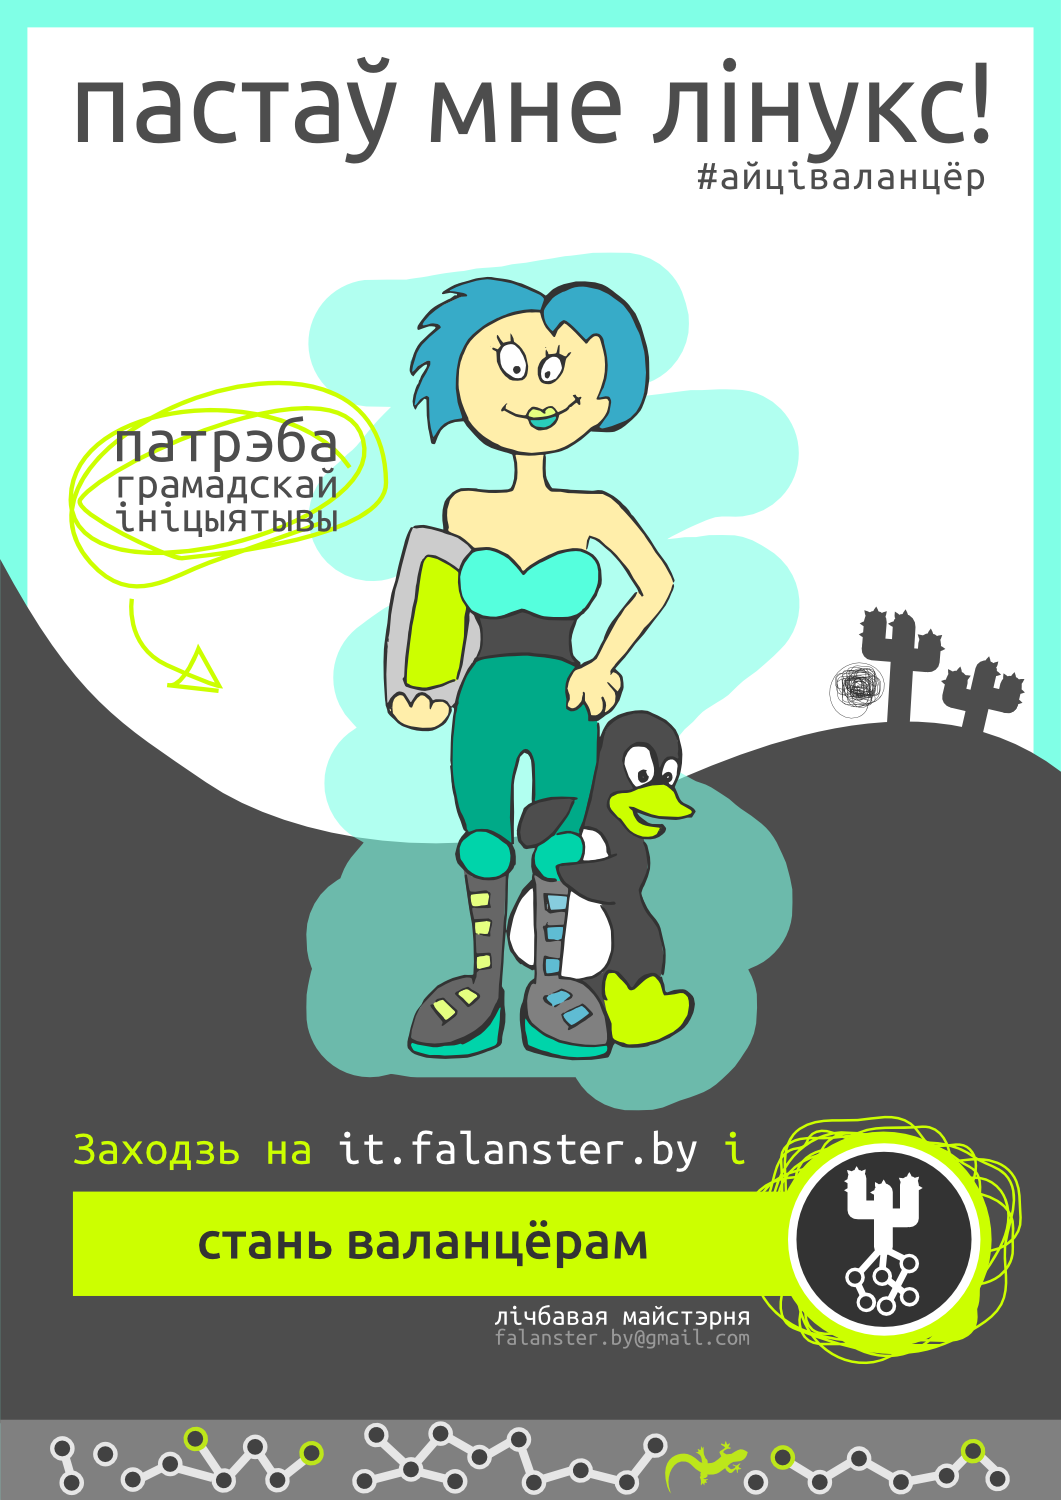 пастаў мне лінукс!
#айціваланцёр
патрэба
грамадскай
ініцыятывы
Заходзь на it.falanster.by і
стань валанцёрам
лічбавая майстэрня
falanster.by@gmail.com